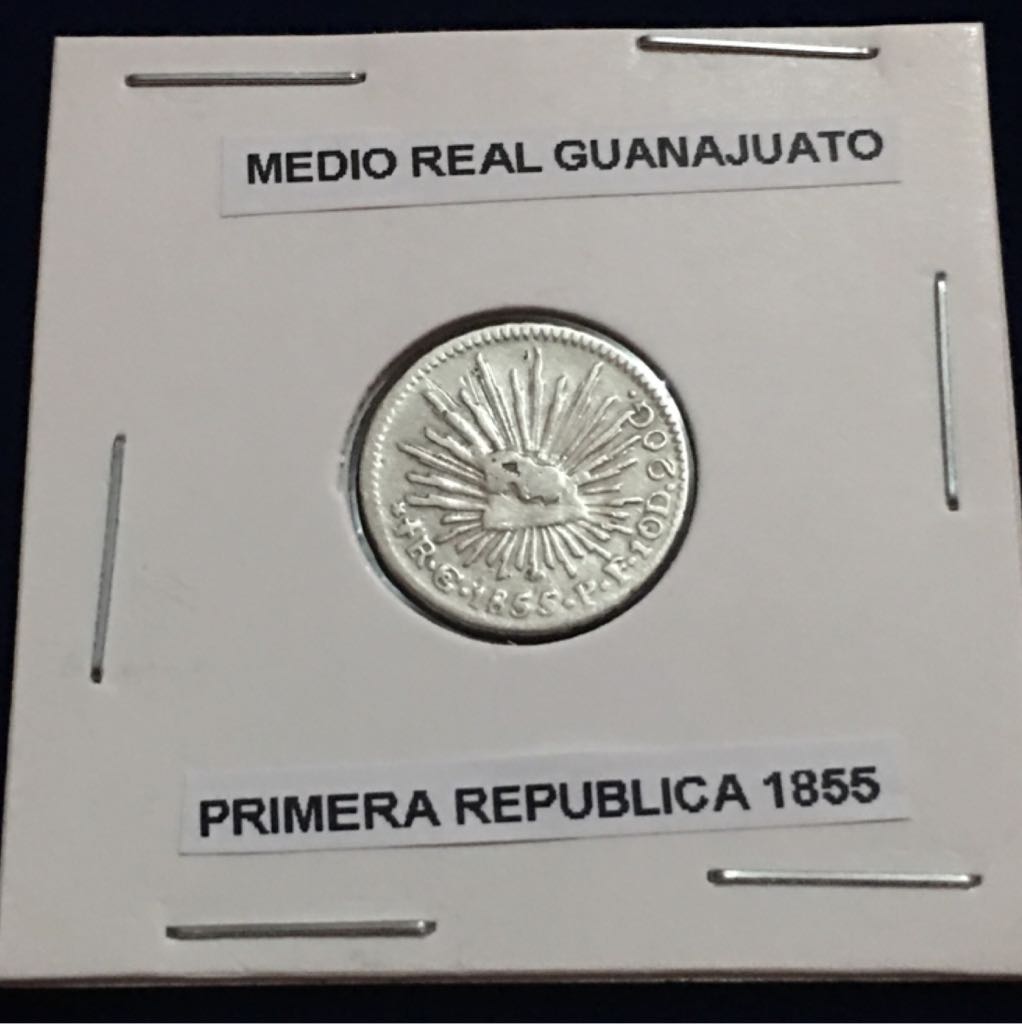 MEDIO REAL GUANAJUATO
½R.G.1855.P.F.10D.20G.
PRIMERA REPUBLICA 1855